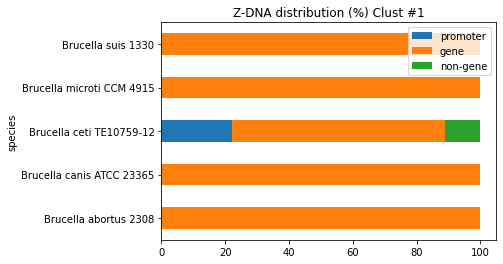 Z-DNA distribution (%) Clust #1
promoter
gene
non-gene
species
Brucella suis 1330
Brucella microti CCM 4915
Brucella ceti TE10759-12
Brucella canis ATCC 23365
Brucella abortus 2308
0 20 40 60 80 100